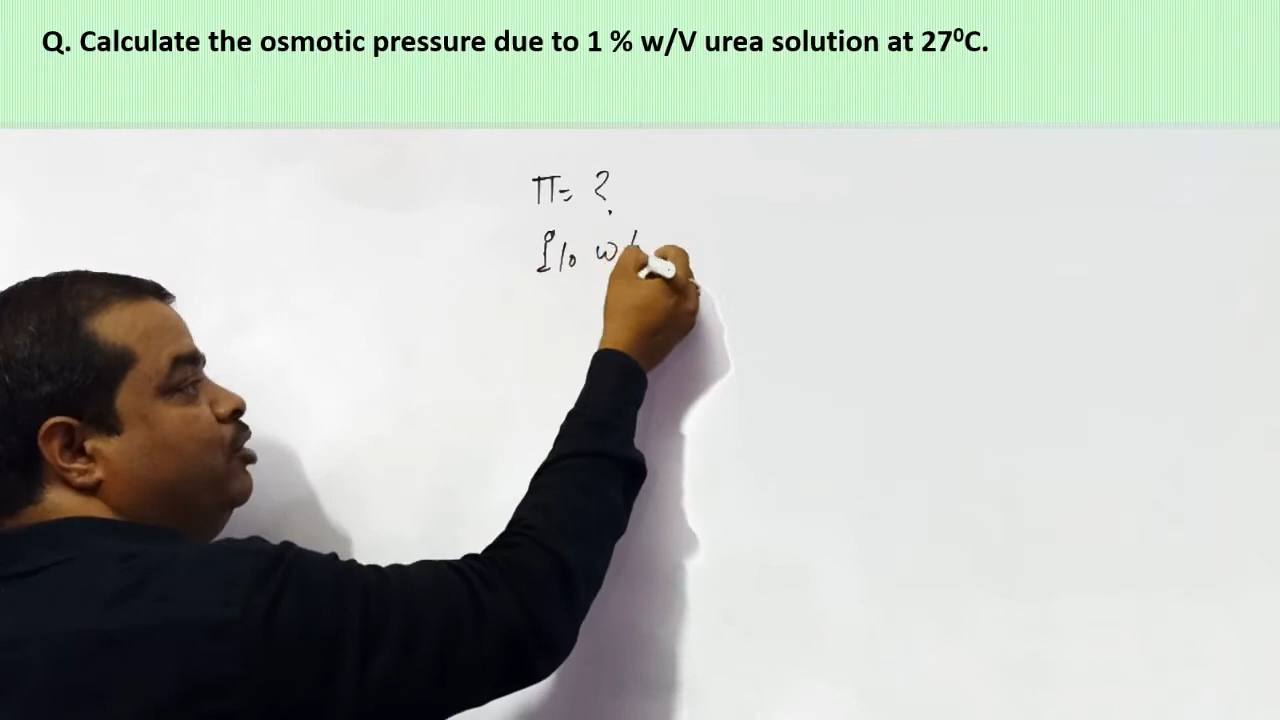 Q. Calculate the osmotic pressure due to 1 % w/V urea solution at 27⁰C.
π = ?
1% w/